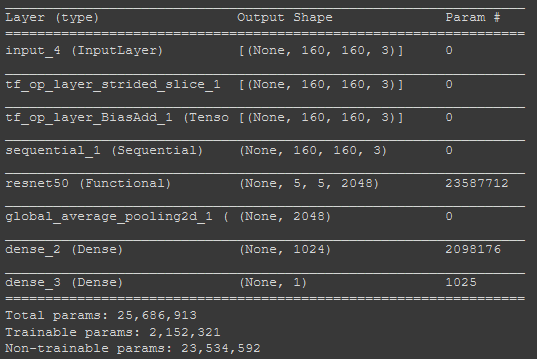 Layer (type) Output Shape Param #
input_4 (InputLayer) [(None, 160, 160, 3)] 0
tf_op_layer_strided_slice_1 [(None, 160, 160, 3)] 0
tf_op_layer_BiasAdd_1 (Tenso [(None, 160, 160, 3)] 0
sequential_1 (Sequential) (None, 160, 160, 3) 0
resnet50 (Functional) (None, 5, 5, 2048) 23587712
global_average_pooling2d_1 ( (None, 2048) 0
dense_2 (Dense) (None, 1024) 2098176
dense_3 (Dense) (None, 1) 1025
Total params: 25,686,913
Trainable params: 2,152,321
Non-trainable params: 23,534,592